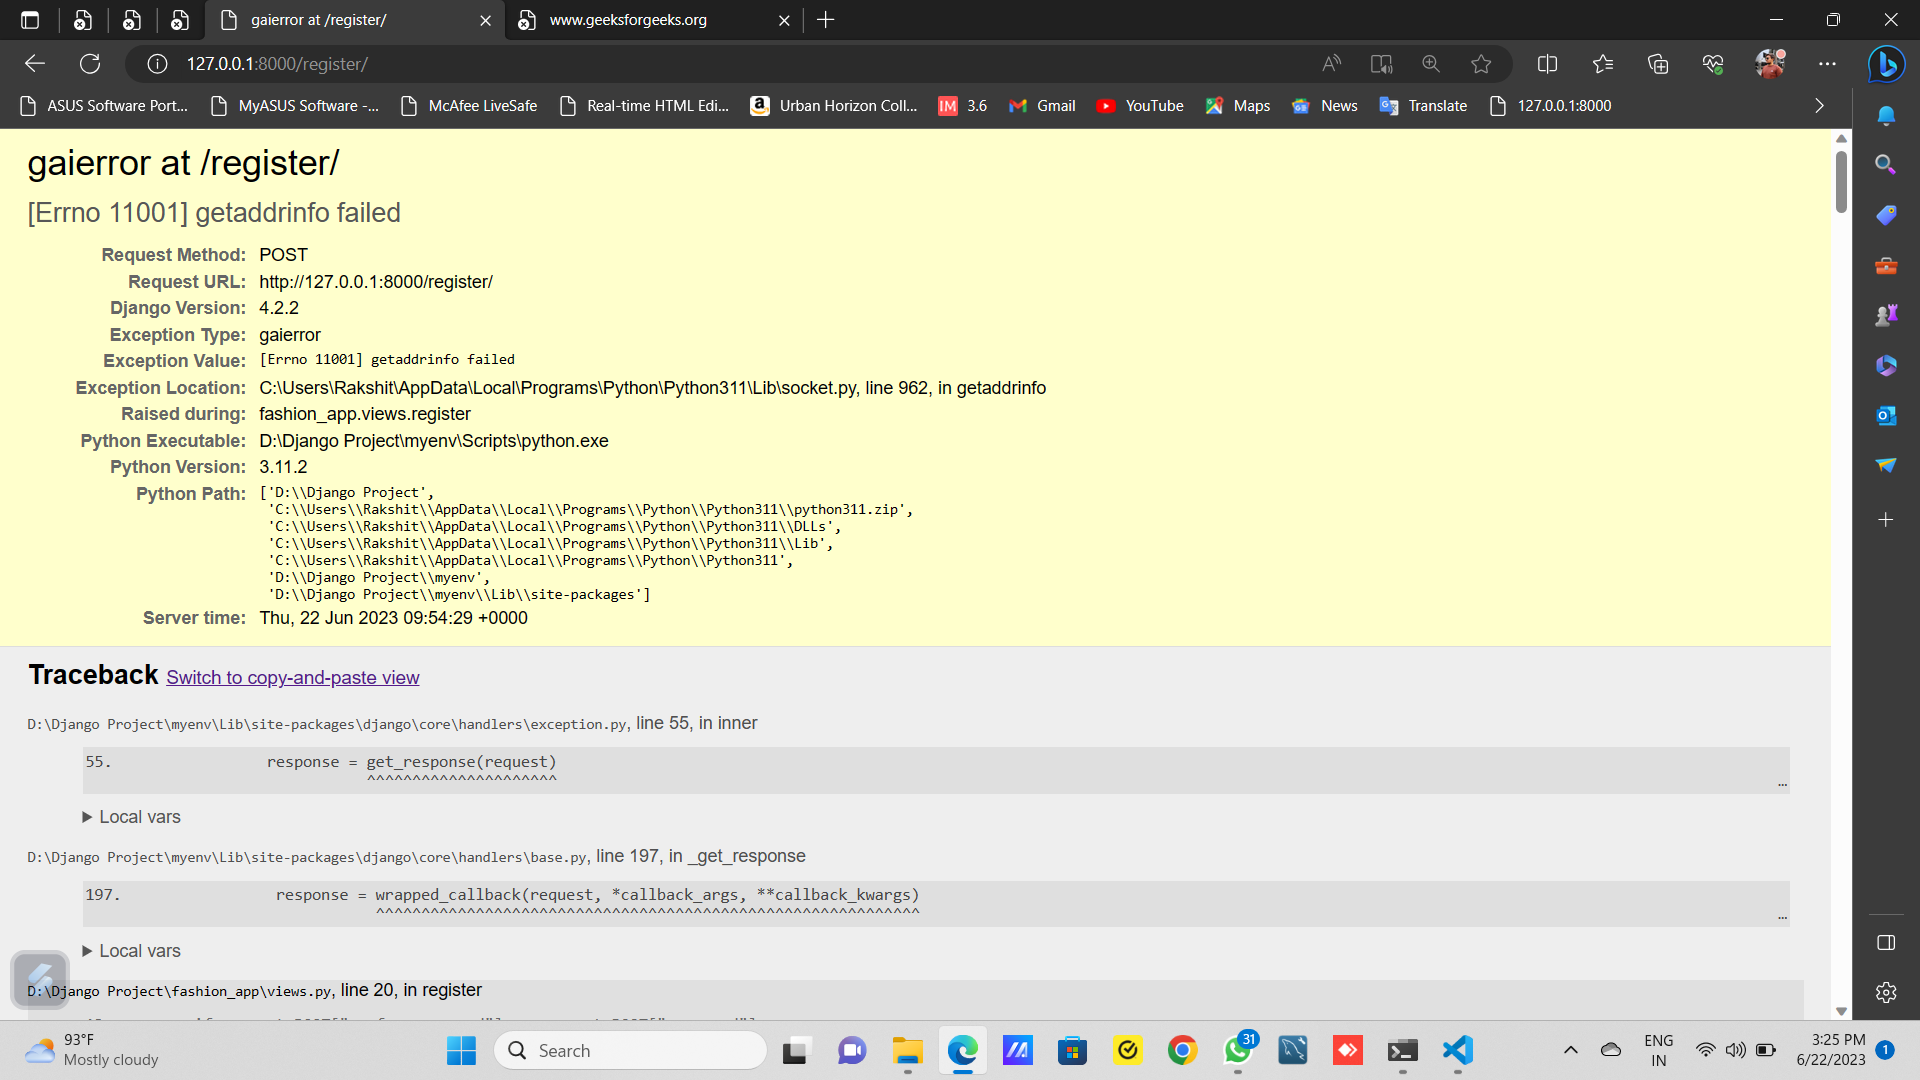 gaierror at /register/
www.geeksforgeeks.org
127.0.0.1:8000/register/
ASUS Software Port...
MyASUS Software -...
McAfee LiveSafe
Real-time HTML Edi...
Urban Horizon Coll...
IM 3.6
Gmail
YouTube
Maps
News
Translate
127.0.0.1:8000
gaierror at /register/
[Errno 11001] getaddrinfo failed
Request Method: POST
Request URL: http://127.0.0.1:8000/register/
Django Version: 4.2.2
Exception Type: gaierror
Exception Value: [Errno 11001] getaddrinfo failed
Exception Location: C:\Users\Rakshit\AppData\Local\Programs\Python\Python311\Lib\socket.py, line 962, in getaddrinfo
Raised during: fashion_app.views.register
Python Executable: D:\Django Project\myenv\Scripts\python.exe
Python Version: 3.11.2
Python Path: ['D:\\Django Project',
'C:\\Users\\Rakshit\\AppData\\Local\\Programs\\Python\\Python311\\python311.zip',
'C:\\Users\\Rakshit\\AppData\\Local\\Programs\\Python\\Python311\\DLLs',
'C:\\Users\\Rakshit\\AppData\\Local\\Programs\\Python\\Python311\\Lib',
'C:\\Users\\Rakshit\\AppData\\Local\\Programs\\Python\\Python311',
'D:\\Django Project\\myenv',
'D:\\Django Project\\myenv\\Lib\\site-packages']
Server time: Thu, 22 Jun 2023 09:54:29 +0000
Traceback Switch to copy-and-paste view
D:\Django Project\myenv\Lib\site-packages\django\core\handlers\exception.py, line 55, in inner
55. response = get_response(request)
^^^^^^^^^^^^^^^^^^^^^
…
Local vars
D:\Django Project\myenv\Lib\site-packages\django\core\handlers\base.py, line 197, in _get_response
197. response = wrapped_callback(request, *callback_args, **callback_kwargs)
^^^^^^^^^^^^^^^^^^^^^^^^^^^^^^^^^^^^^^^^^^^^^^^^^^^^^^^^^^^^
…
Local vars
D:\Django Project\fashion_app\views.py, line 20, in register
93°F
Mostly cloudy
Search
31
ENG
IN
3:25 PM
6/22/2023
1